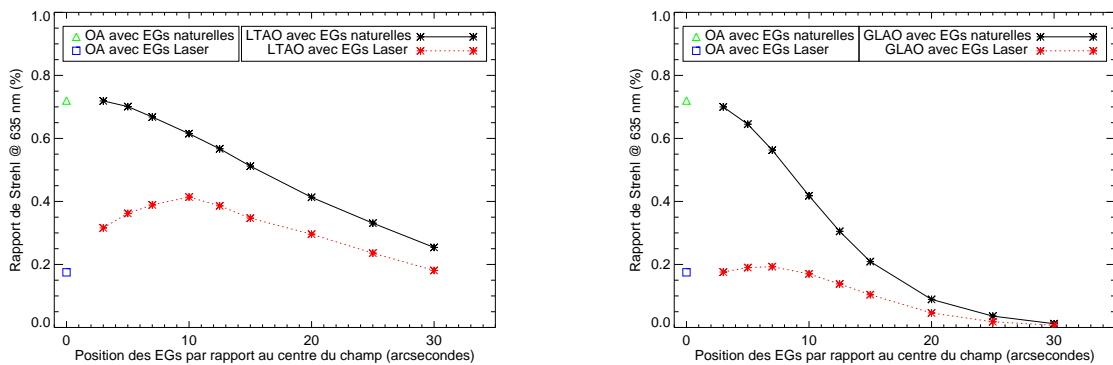 OA avec EGs naturelles LTAO avec EGs naturelles
OA avec EGs Laser LTAO avec EGs Laser
Rapport de Strehl @ 635 nm (%)
1.0
0.8
0.6
0.4
0.2
0.0
0 10 20 30
Position des EGs par rapport au centre du champ (arcsecondes)
OA avec EGs naturelles GLAO avec EGs naturelles
OA avec EGs Laser GLAO avec EGs Laser
Rapport de Strehl @ 635 nm (%)
1.0
0.8
0.6
0.4
0.2
0.0
0 10 20 30
Position des EGs par rapport au centre du champ (arcsecondes)